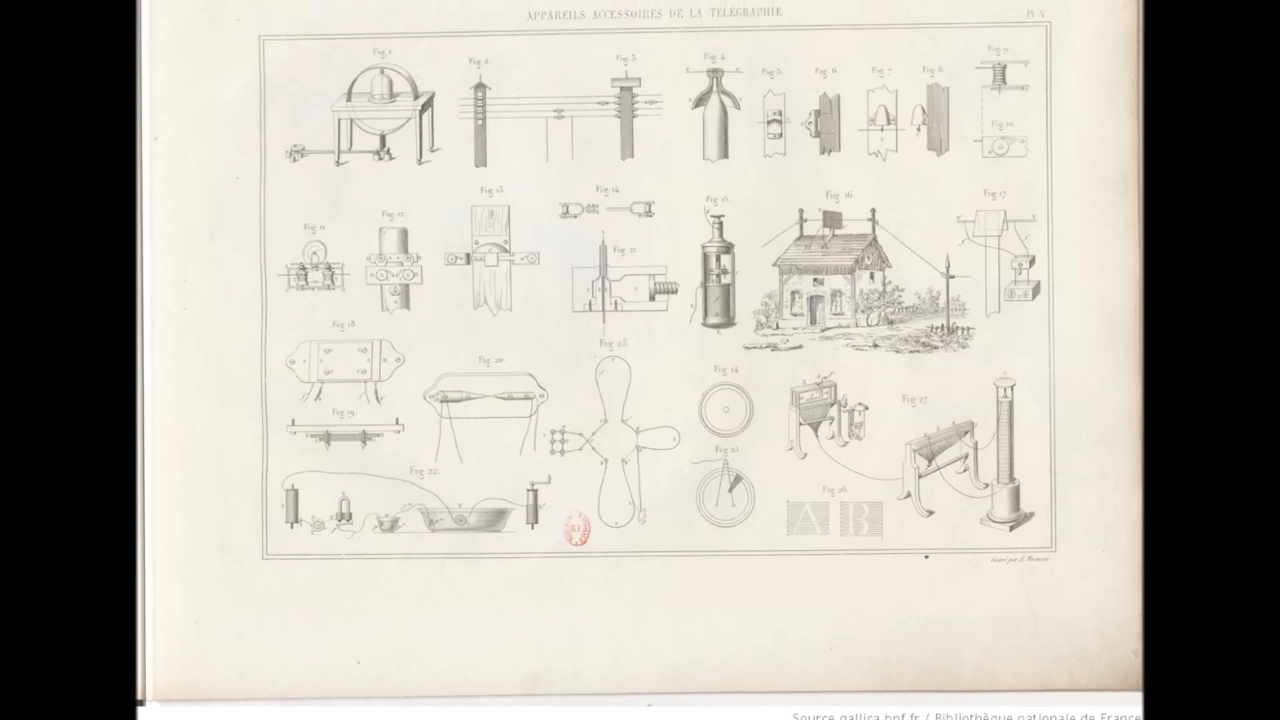 APPAREILS ACCESSOIRES DE LA TELÉGRAPHIE
Pl. V.
Fig. 1.
Fig. 2.
Fig. 3.
Fig. 4.
Fig. 5.
Fig. 6.
Fig. 7.
Fig. 8.
Fig. 9.
Fig. 10.
Fig. 11.
Fig. 12.
Fig. 13.
Fig. 14.
Fig. 15.
Fig. 16.
Fig. 17.
Fig. 21
Fig. 18.
Fig. 19.
Fig. 20.
Fig. 23.
Fig. 24
Fig. 25
Fig. 27.
Fig. 22.
Fig. 26
A B
Gravé par E.
Source gallica.bnf.fr / Bibliothèque nationale de France